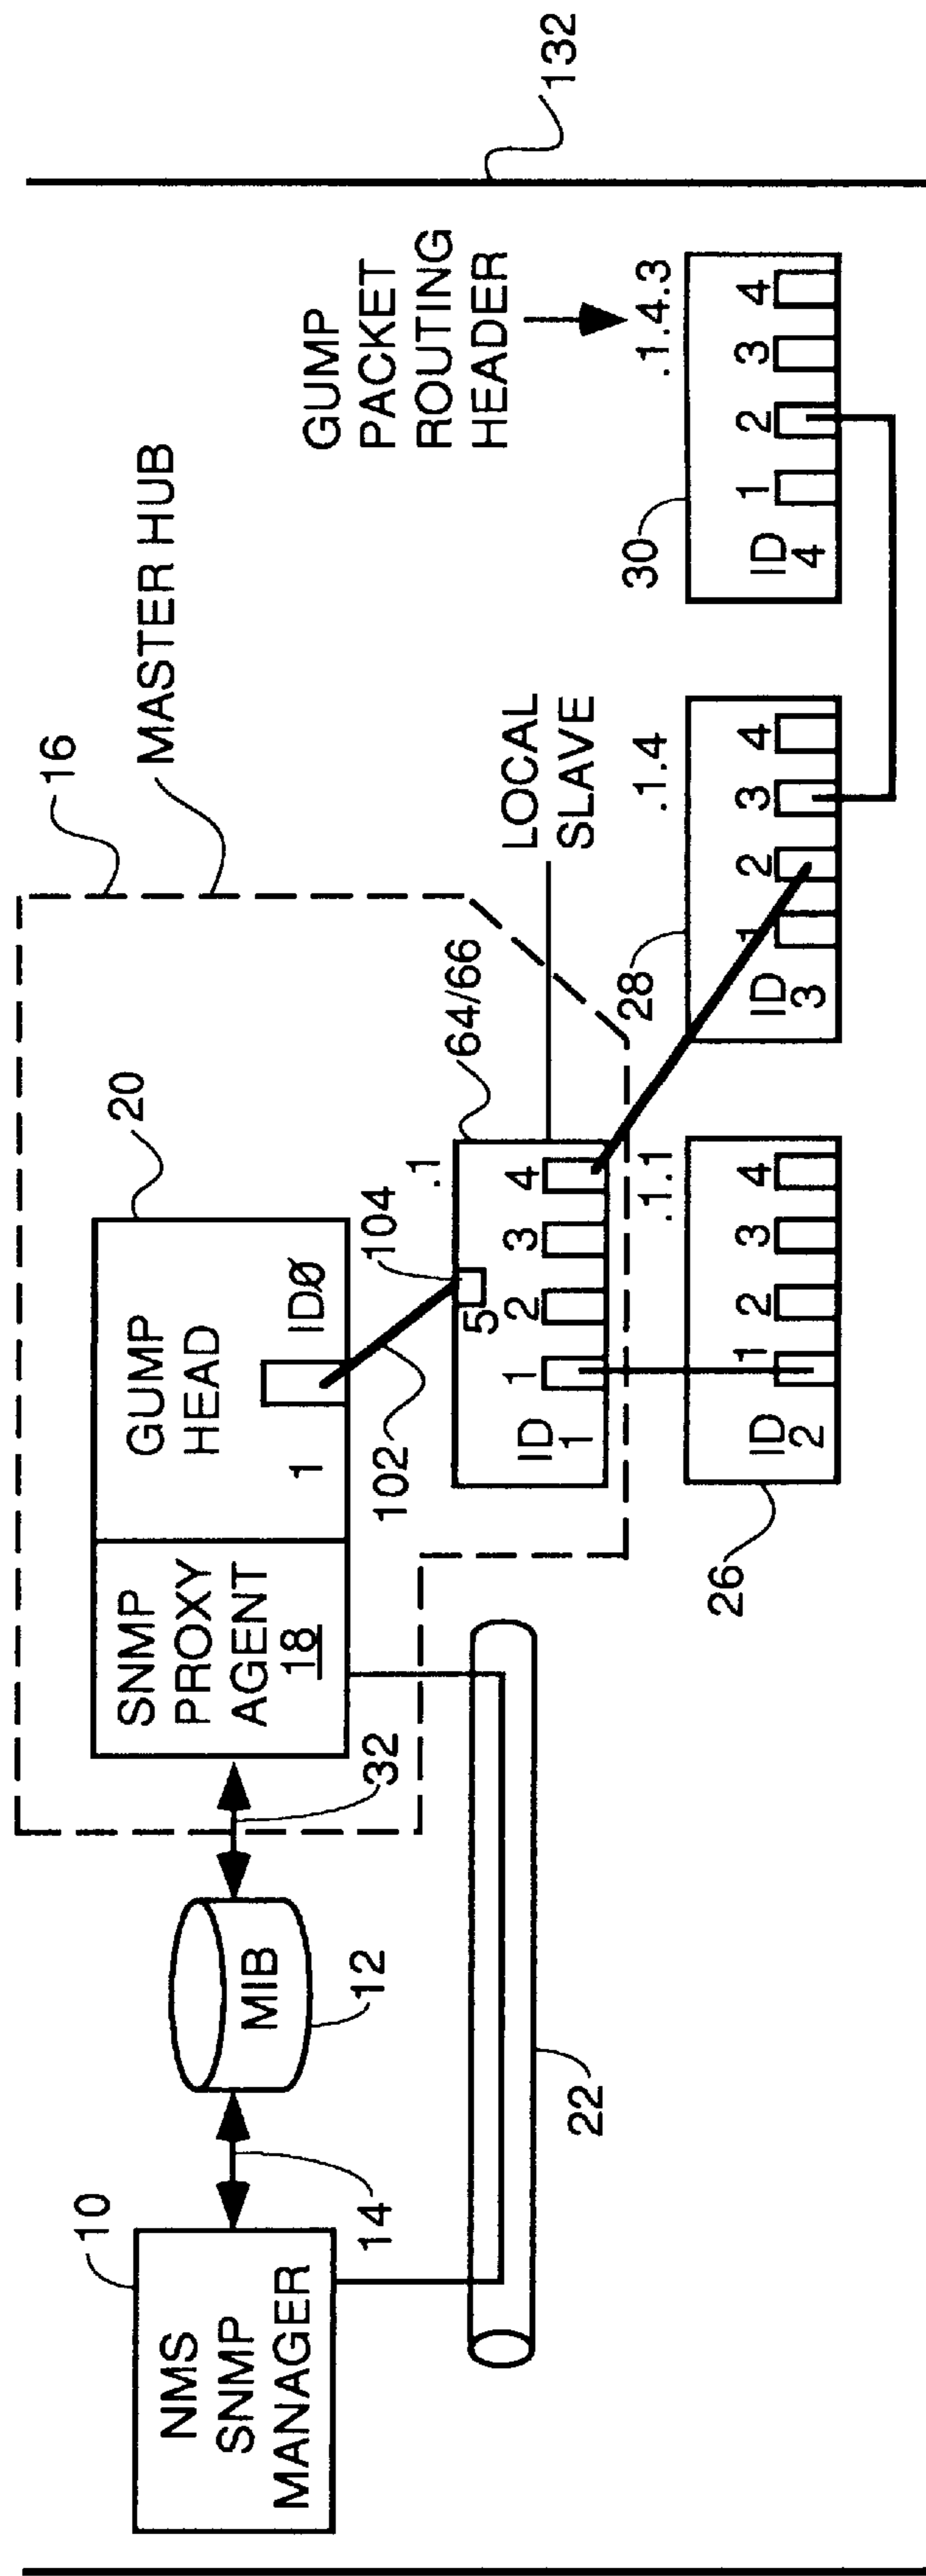 10
NMS
SNMP
MANAGER
14
MIB
12
32
22
16
MASTER HUB
SNMP
PROXY
AGENT
18
20
GUMP
HEAD
1
IDØ
102
104
64/66
.1
5
ID
1
1
2
3
4
LOCAL
SLAVE
26
.1.1
ID
2
1
2
3
4
28
.1.4
ID
3
1
2
3
4
30
.1.4.3
ID
4
1
2
3
4
GUMP
PACKET
ROUTING
HEADER
132